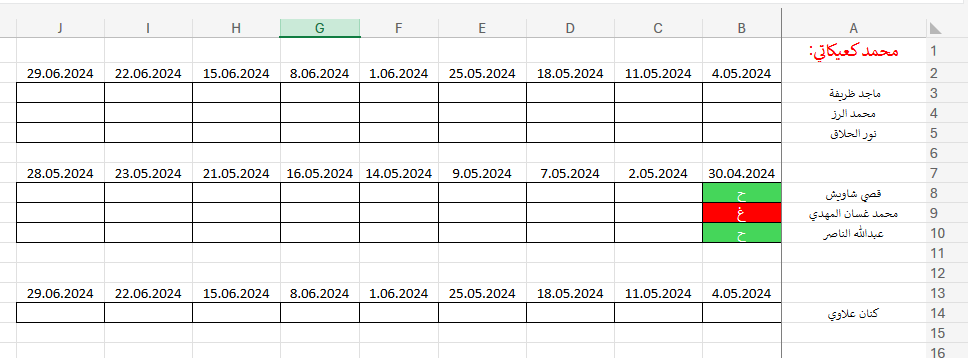 A B C D E F G H I J
1 محمد كعيكاتي:
2 4.05.2024 11.05.2024 18.05.2024 25.05.2024 1.06.2024 8.06.2024 15.06.2024 22.06.2024 29.06.2024
3 ماجد ظريفة
4 محمد الرز
5 نور الحلاق
6
7 30.04.2024 2.05.2024 7.05.2024 9.05.2024 14.05.2024 16.05.2024 21.05.2024 23.05.2024 28.05.2024
8 قصي شاويش ح
9 محمد غسان المهدي غ
10 عبدالله الناصر ح
11
12
13 4.05.2024 11.05.2024 18.05.2024 25.05.2024 1.06.2024 8.06.2024 15.06.2024 22.06.2024 29.06.2024
14 كنان علاوي
15
16